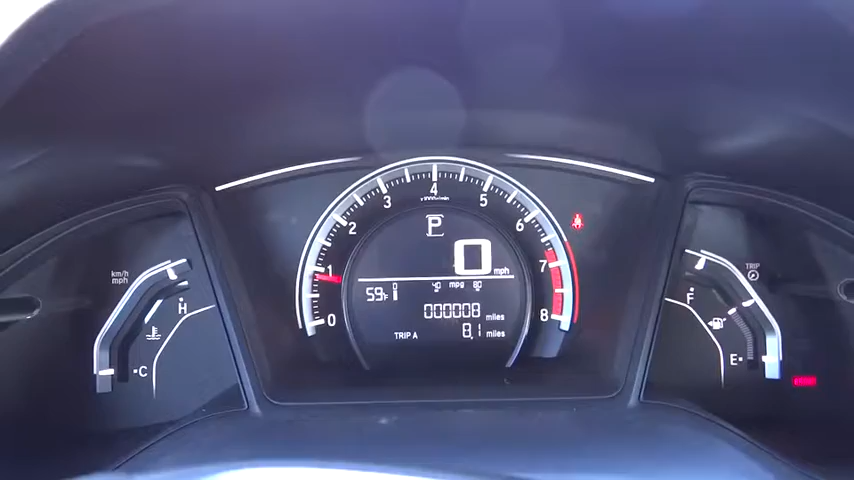 km/h
mph
H
C
0
1
2
3
4
5
6
7
8
x1000r/min
P
0 mph
0 40 mpg 80
59°F
000008 miles
TRIP A 8.1 miles
TRIP
F
E